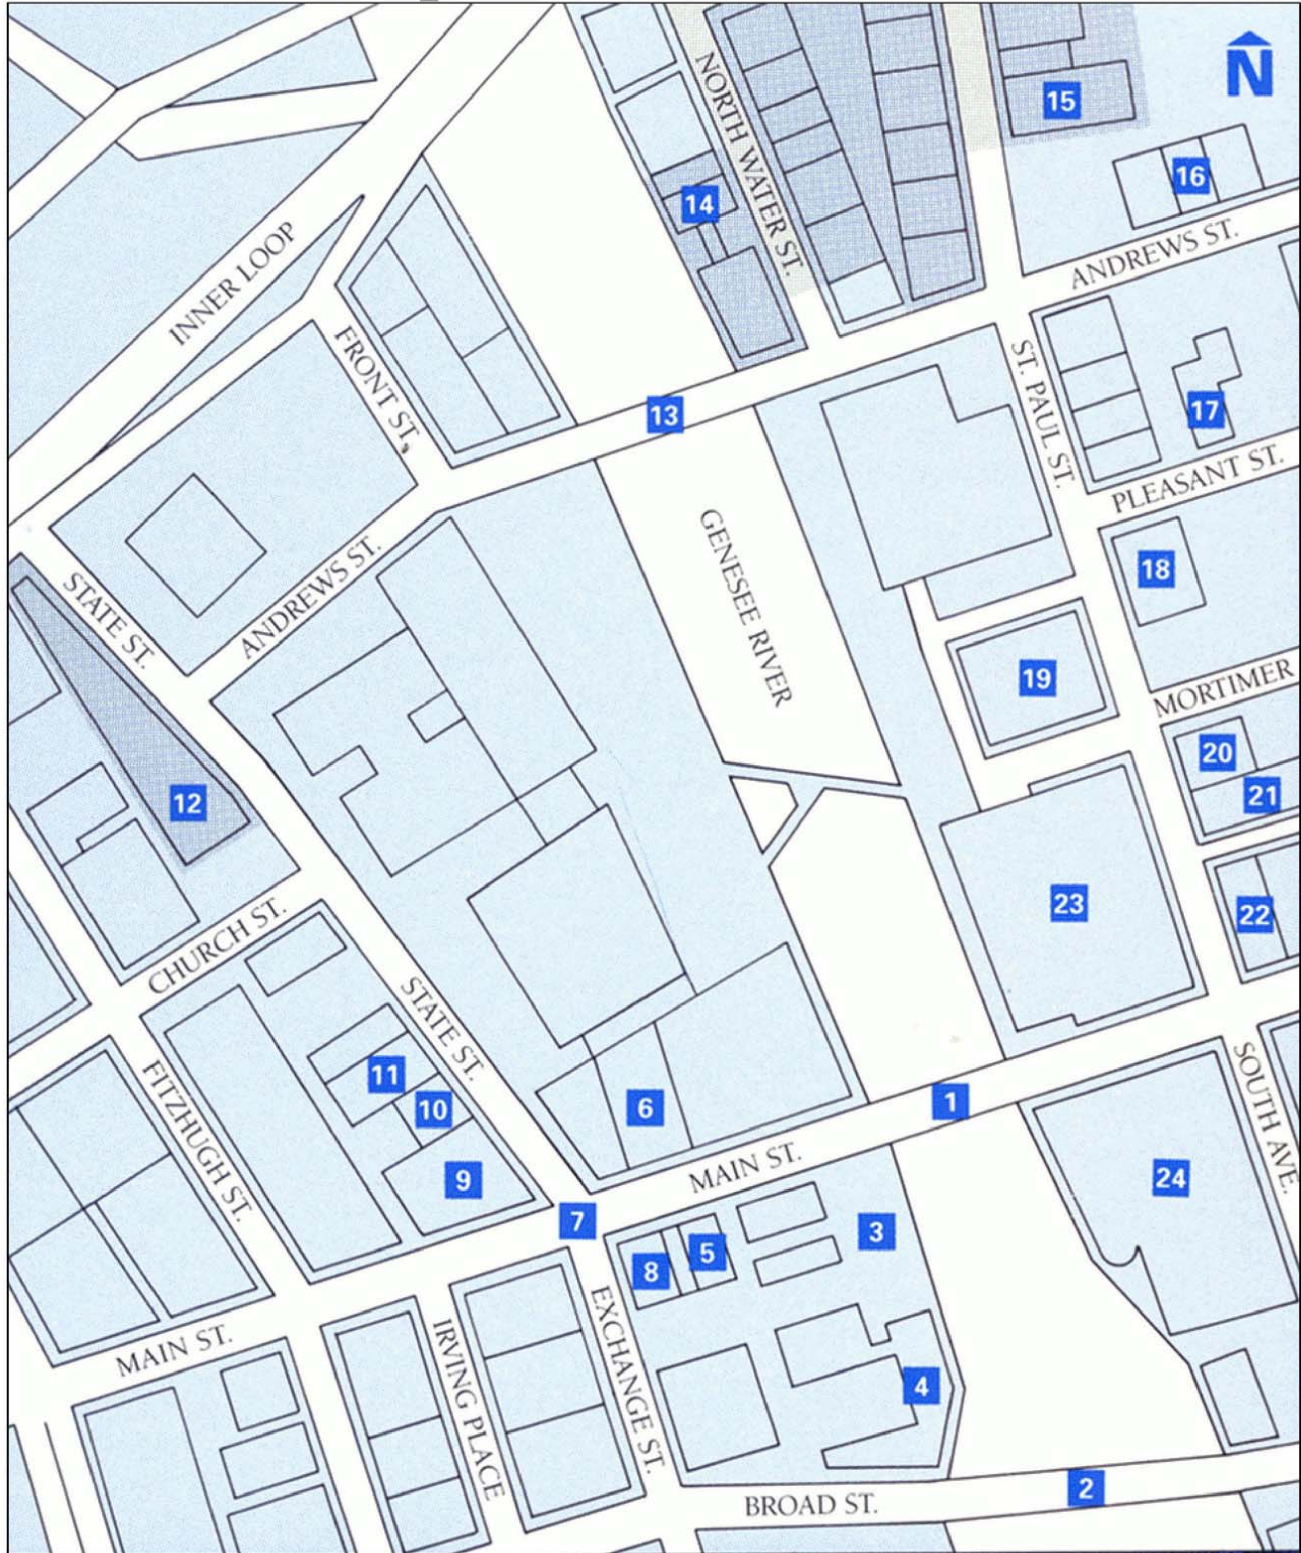 N
15
NORTH WATER ST.
16
14
ANDREWS ST.
INNER LOOP
FRONT ST.
ST. PAUL ST.
13
17
PLEASANT ST.
GENESEE RIVER
18
ANDREWS ST.
STATE ST.
19
MORTIMER
20
21
12
23
22
CHURCH ST.
STATE ST.
FITZHUGH ST.
11
10
6
1
SOUTH AVE.
MAIN ST.
9
24
7
3
5
8
EXCHANGE ST.
MAIN ST.
IRVING PLACE
4
2
BROAD ST.